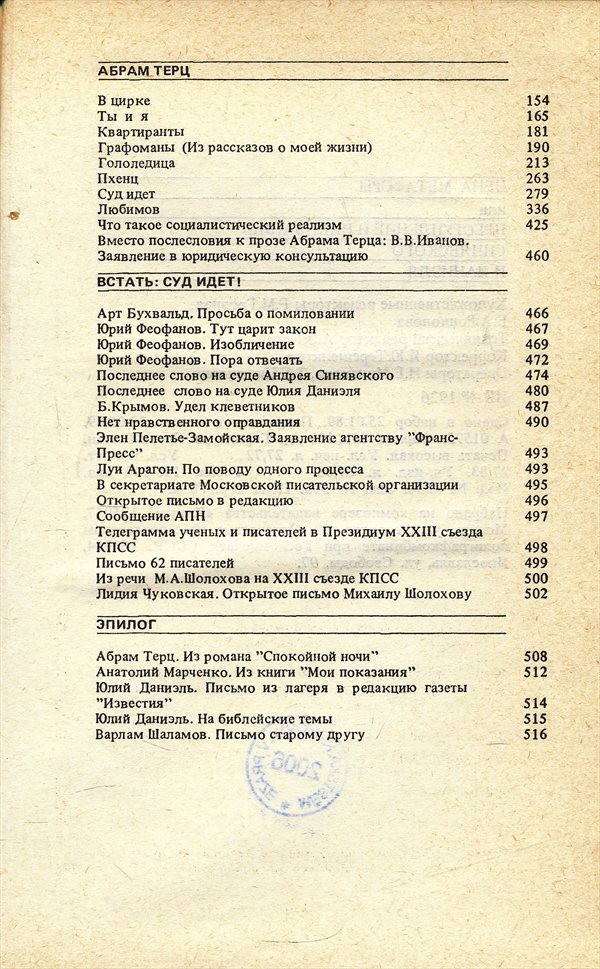 АБРАМ ТЕРЦ
В цирке 154
Ты и я 165
Квартиранты 181
Графоманы (Из рассказов о моей жизни) 190
Гололедица 213
Пхенц 263
Суд идет 279
Любимов 336
Что такое социалистический реализм 425
Вместо послесловия к прозе Абрама Терца: В.В.Иванов.
Заявление в юридическую консультацию 460
ВСТАТЬ: СУД ИДЕТ!
Арт Бухвальд. Просьба о помиловании 466
Юрий Феофанов. Тут царит закон 467
Юрий Феофанов. Изобличение 469
Юрий Феофанов. Пора отвечать 472
Последнее слово на суде Андрея Синявского 474
Последнее слово на суде Юлия Даниэля 480
Б.Крымов. Удел клеветников 487
Нет нравственного оправдания 490
Элен Пелетье-Замойская. Заявление агентству "Франс-
Пресс" 493
Луи Арагон. По поводу одного процесса 493
В секретариате Московской писательской организации 495
Открытое письмо в редакцию 496
Сообщение АПН 497
Телеграмма ученых и писателей в Президиум XXIII съезда
КПСС 498
Письмо 62 писателей 499
Из речи М.А.Шолохова на XXIII съезде КПСС 500
Лидия Чуковская. Открытое письмо Михаилу Шолохову 502
ЭПИЛОГ
Абрам Терц. Из романа "Спокойной ночи" 508
Анатолий Марченко. Из книги "Мои показания" 512
Юлий Даниэль. Письмо из лагеря в редакцию газеты
"Известия" 514
Юлий Даниэль. На библейские темы 515
Варлам Шаламов. Письмо старому другу 516
2006